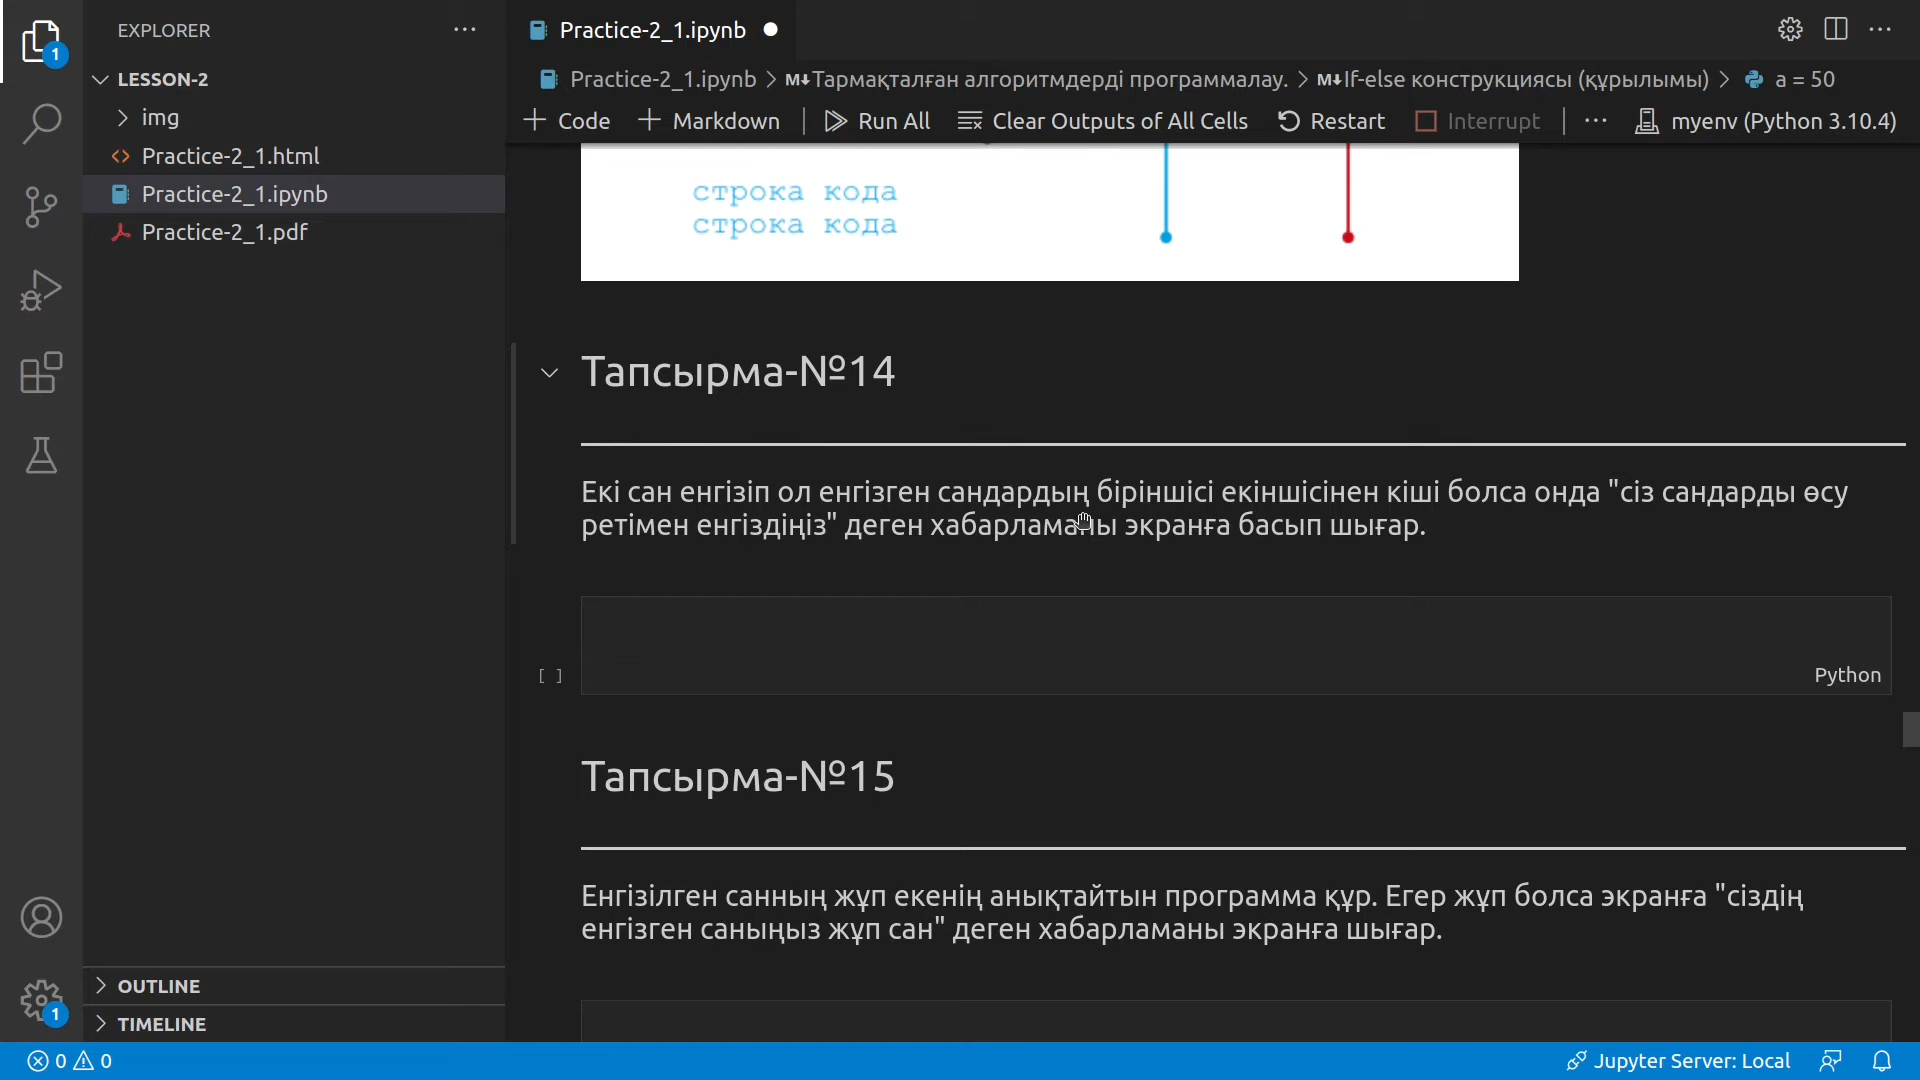 EXPLORER
Practice-2_1.ipynb
1
LESSON-2
Practice-2_1.ipynb > M↓Тармақталған алгоритмдерді программалау. > M↓If-else конструкциясы (құрылымы) > a = 50
img
Code Markdown Run All Clear Outputs of All Cells Restart Interrupt myenv (Python 3.10.4)
Practice-2_1.html
Practice-2_1.ipynb
Practice-2_1.pdf
строка кода
строка кода
Тапсырма-№14
Екі сан енгізіп ол енгізген сандардың біріншісі екіншісінен кіші болса онда "сіз сандарды өсу
ретімен енгіздіңіз" деген хабарламаны экранға басып шығар.
[ ]
Python
Тапсырма-№15
Енгізілген санның жұп екенің анықтайтын программа құр. Егер жұп болса экранға "сіздің
енгізген саныңыз жұп сан" деген хабарламаны экранға шығар.
OUTLINE
1
TIMELINE
0 0
Jupyter Server: Local